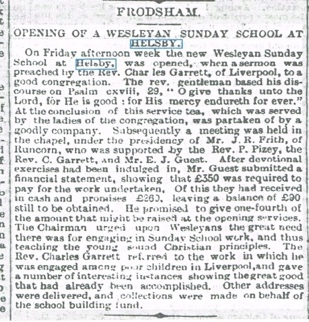 FRODSHAM.
OPENING OF A WESLEYAN SUNDAY SCHOOL AT
HELSBY.
On Friday afternoon week the new Wesleyan Sunday
School at Helsby, was opened, when a sermon was
preached by the Rev. Charles Garrett, of Liverpool, to a
good congregation. The rev. gentleman based his dis-
course on Psalm cxviii, 29, "O give thanks unto the
Lord, for He is good : for His mercy endureth for ever."
At the conclusion of this service tea, which was served
by the ladies of the congregation, was partaken of by a
goodly company. Subsequently a meeting was held in
the chapel, under the presidency of Mr. J. R. Frith, of
Runcorn, who was supported by the Rev. F. Pizey, the
Rev. C. Garrett, and Mr. E. J. Guest. After devotional
exercises had been indulged in, Mr. Guest submitted a
financial statement, showing that £350 was required to
pay for the work undertaken. Of this they had received
in cash and promises £260, leaving a balance of £90
still to be obtained. He promised to give one-fourth of
the amount that might be raised at the opening services.
The Chairman urged upon Wesleyans the great need
there was for engaging in Sunday School work, and thus
teaching the young sound Christian principles. The
Rev. Charles Garrett referred to the work in which he
was engaged among poor children in Liverpool, and gave
a number of interesting instances showing the great good
that had already been accomplished. Other addresses
were delivered, and collections were made on behalf of
the school building fund.